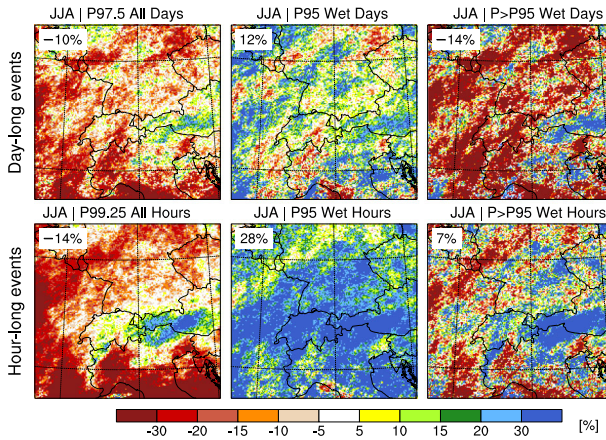 JJA | P97.5 All Days
JJA | P95 Wet Days
JJA | P>P95 Wet Days
Day-long events
−10%
12%
−14%
JJA | P99.25 All Hours
JJA | P95 Wet Hours
JJA | P>P95 Wet Hours
Hour-long events
−14%
28%
7%
-30 -20 -15 -10 -5 5 10 15 20 30 [%]